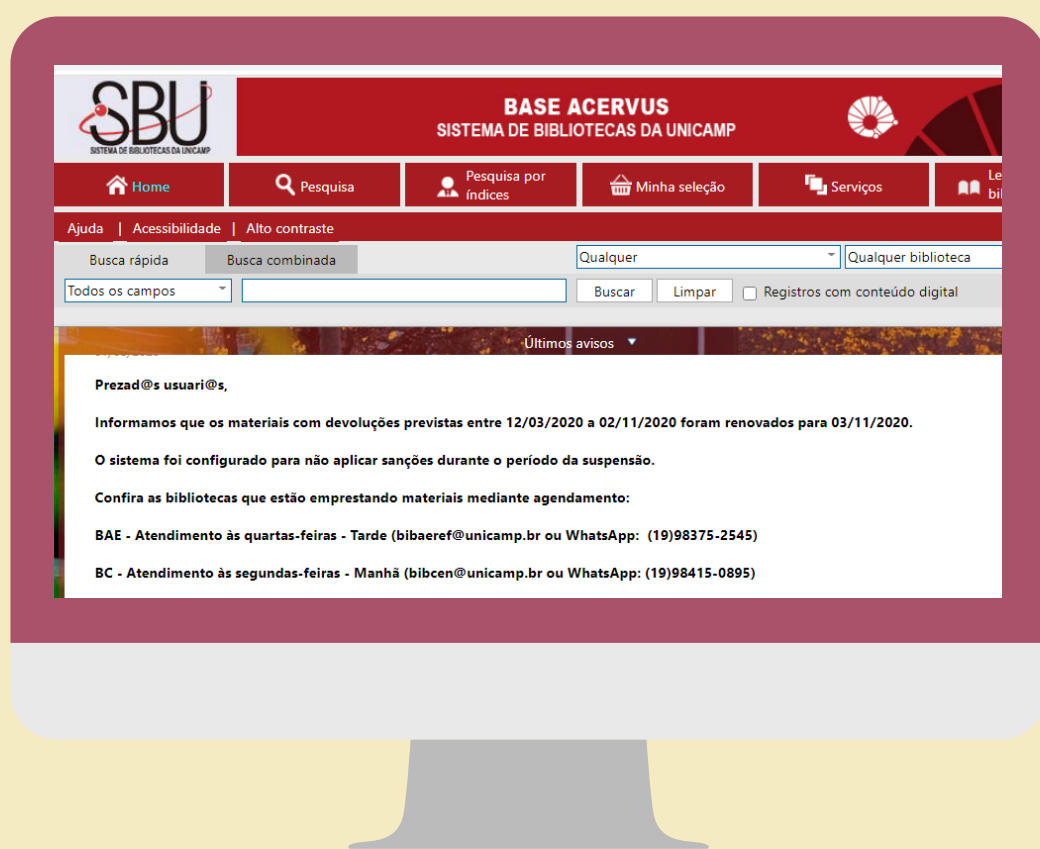 SBU
SISTEMA DE BIBLIOTECAS DA UNICAMP
BASE ACERVUS
SISTEMA DE BIBLIOTECAS DA UNICAMP
Home
Pesquisa
Pesquisa por
índices
Minha seleção
Serviços
Le
bil
Ajuda | Acessibilidade | Alto contraste
Busca rápida Busca combinada Qualquer Qualquer biblioteca
Todos os campos Buscar Limpar Registros com conteúdo digital
Últimos avisos
Prezad@s usuari@s,
Informamos que os materiais com devoluções previstas entre 12/03/2020 a 02/11/2020 foram renovados para 03/11/2020.
O sistema foi configurado para não aplicar sanções durante o período da suspensão.
Confira as bibliotecas que estão emprestando materiais mediante agendamento:
BAE - Atendimento às quartas-feiras - Tarde (bibaeref@unicamp.br ou WhatsApp: (19)98375-2545)
BC - Atendimento às segundas-feiras - Manhã (bibcen@unicamp.br ou WhatsApp: (19)98415-0895)